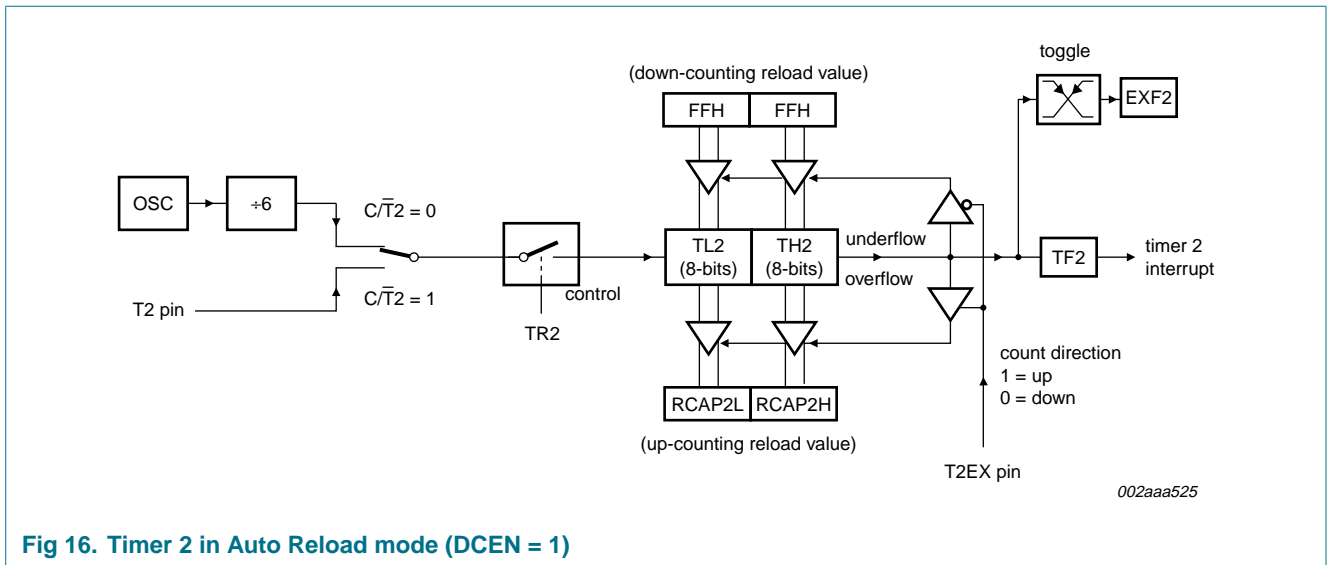 toggle
(down-counting reload value)
FFH FFH
EXF2
OSC
÷6
C/T̅2 = 0
TL2
(8-bits)
TH2
(8-bits)
underflow
overflow
TF2
timer 2
interrupt
control
T2 pin
C/T̅2 = 1
TR2
count direction
1 = up
0 = down
RCAP2L RCAP2H
(up-counting reload value)
T2EX pin
002aaa525
Fig 16. Timer 2 in Auto Reload mode (DCEN = 1)